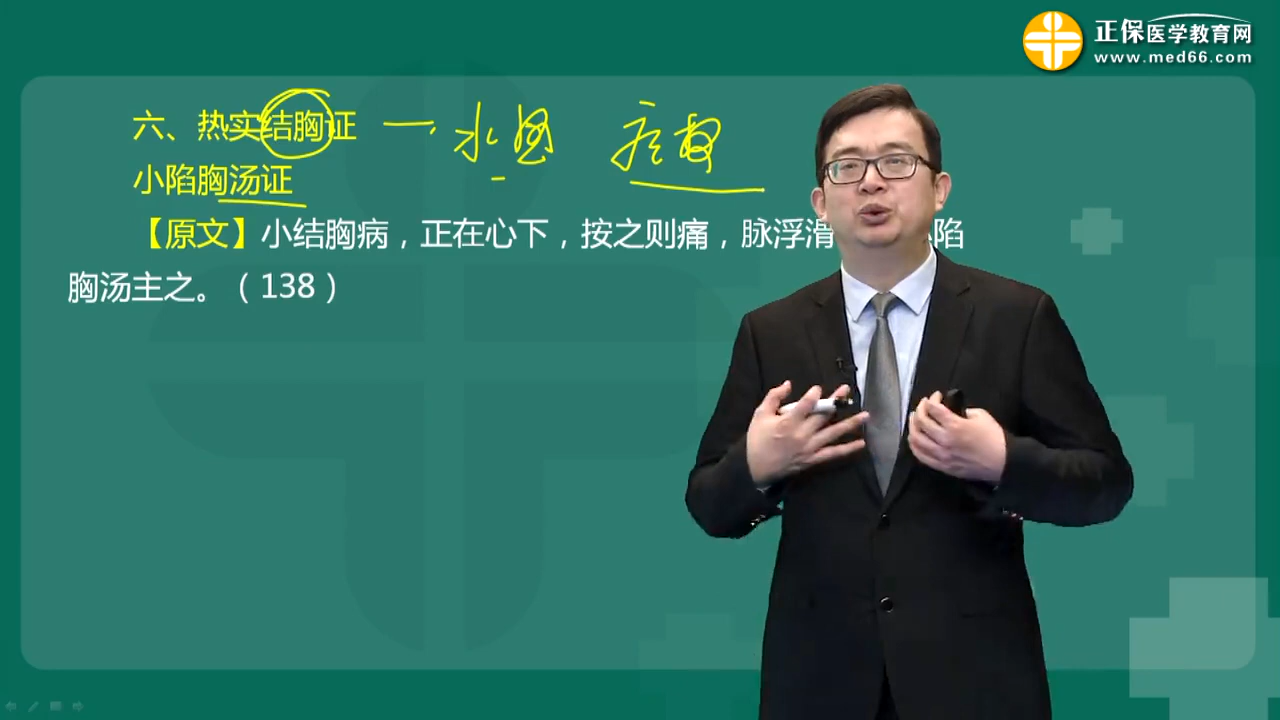 正保医学教育网
www.med66.com
六、热实结胸证 一 水
小陷胸汤证
【原文】小结胸病，正在心下，按之则痛，脉浮滑 陷
胸汤主之。（138）